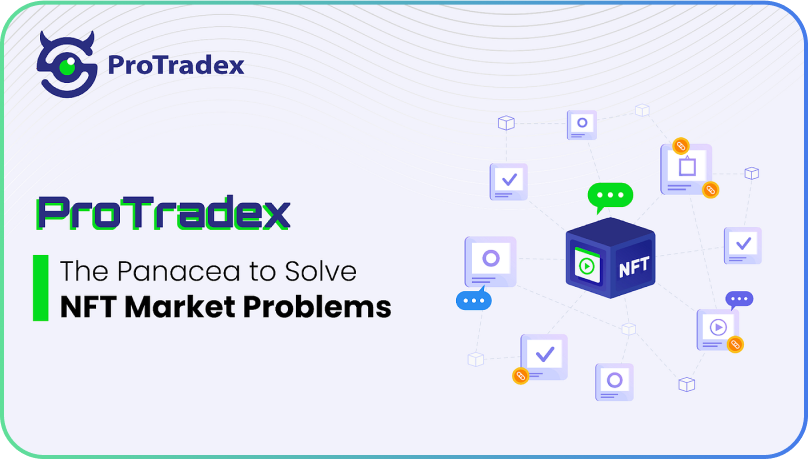 ProTradex
ProTradex
The Panacea to Solve
NFT Market Problems
NFT